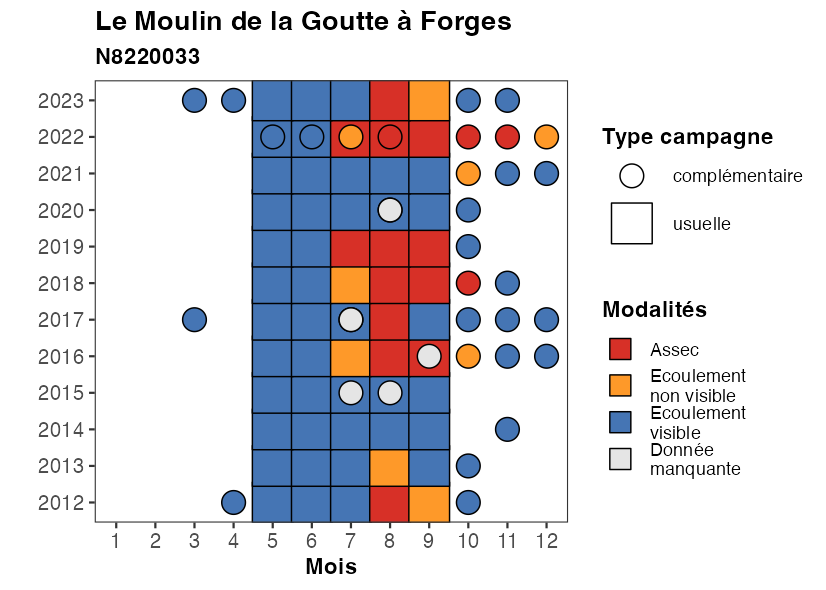 Le Moulin de la Goutte à Forges
N8220033
2023
2022
2021
2020
2019
2018
2017
2016
2015
2014
2013
2012
1 2 3 4 5 6 7 8 9 10 11 12
Mois
Type campagne
complémentaire
usuelle
Modalités
Assec
Ecoulement
non visible
Ecoulement
visible
Donnée
manquante